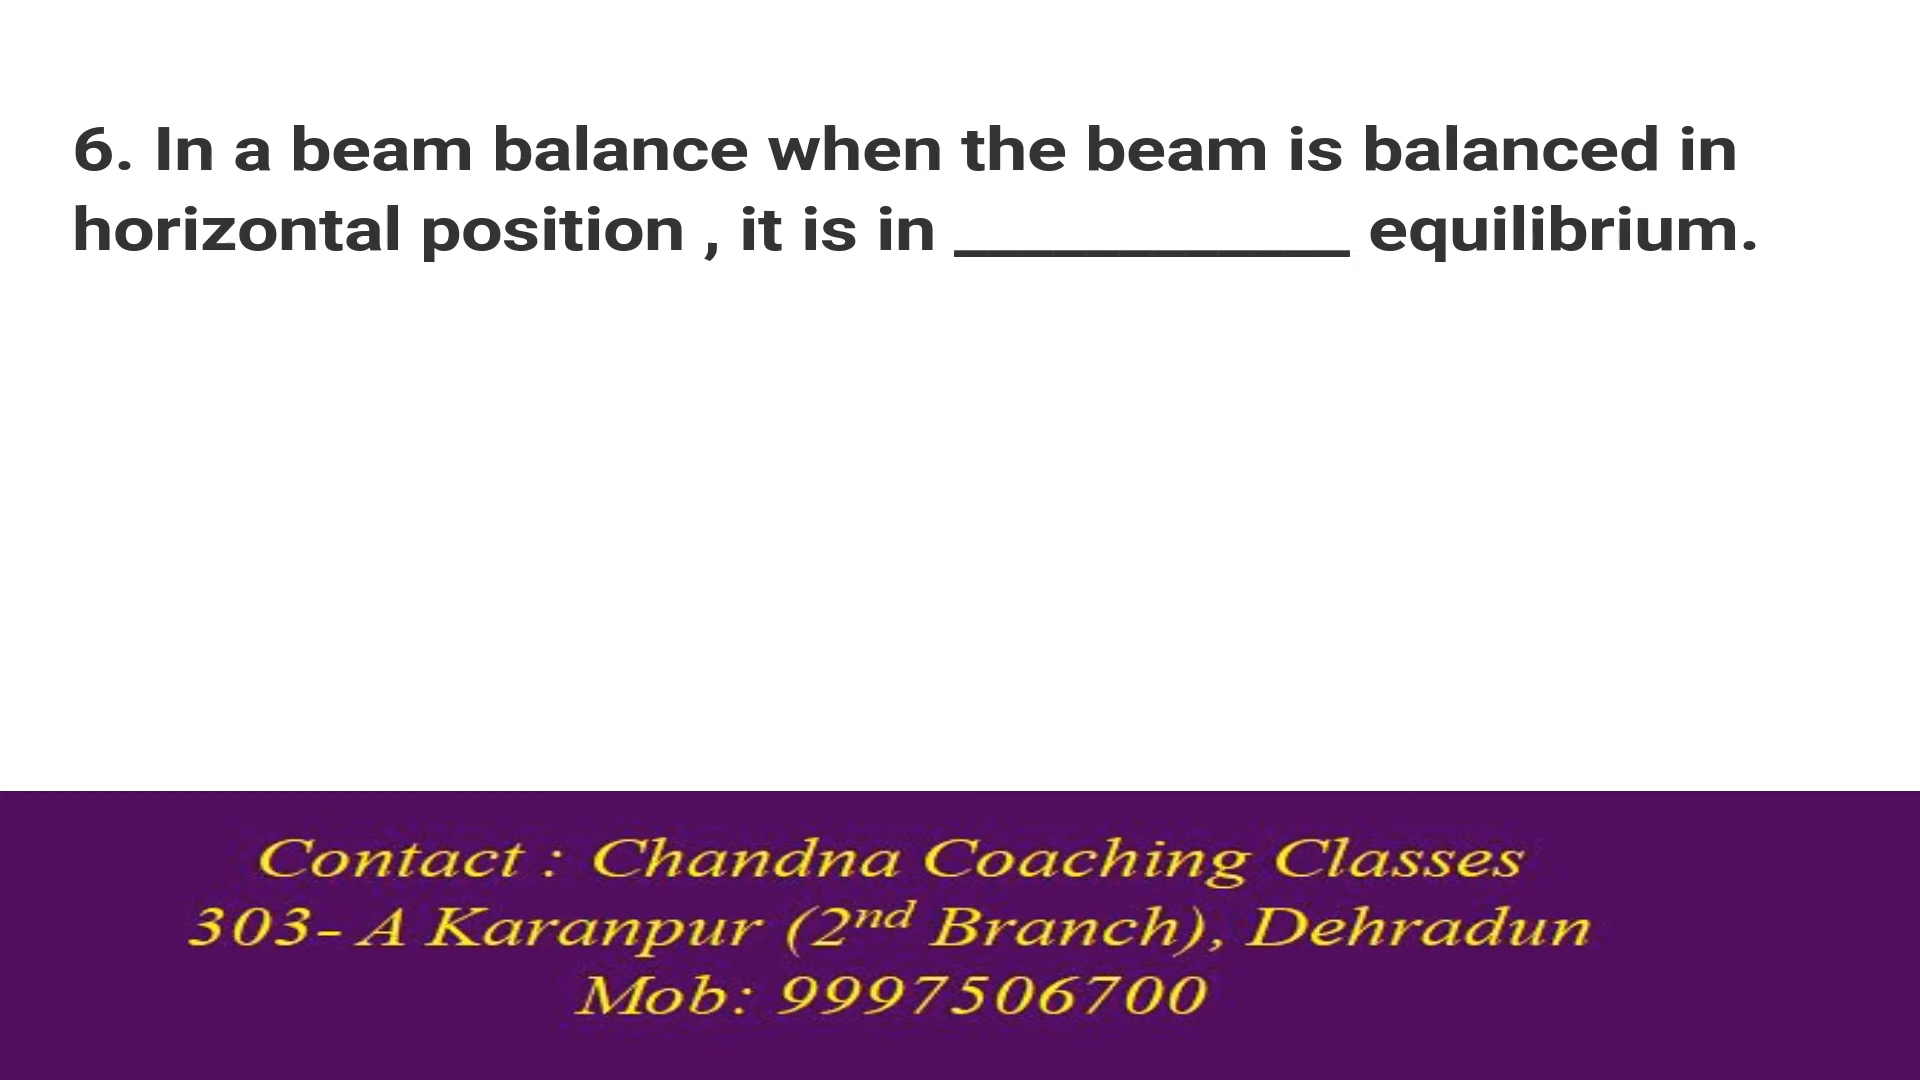 6. In a beam balance when the beam is balanced in
horizontal position , it is in ____________ equilibrium.
Contact : Chandna Coaching Classes
303- A Karanpur (2nd Branch), Dehradun
Mob: 9997506700